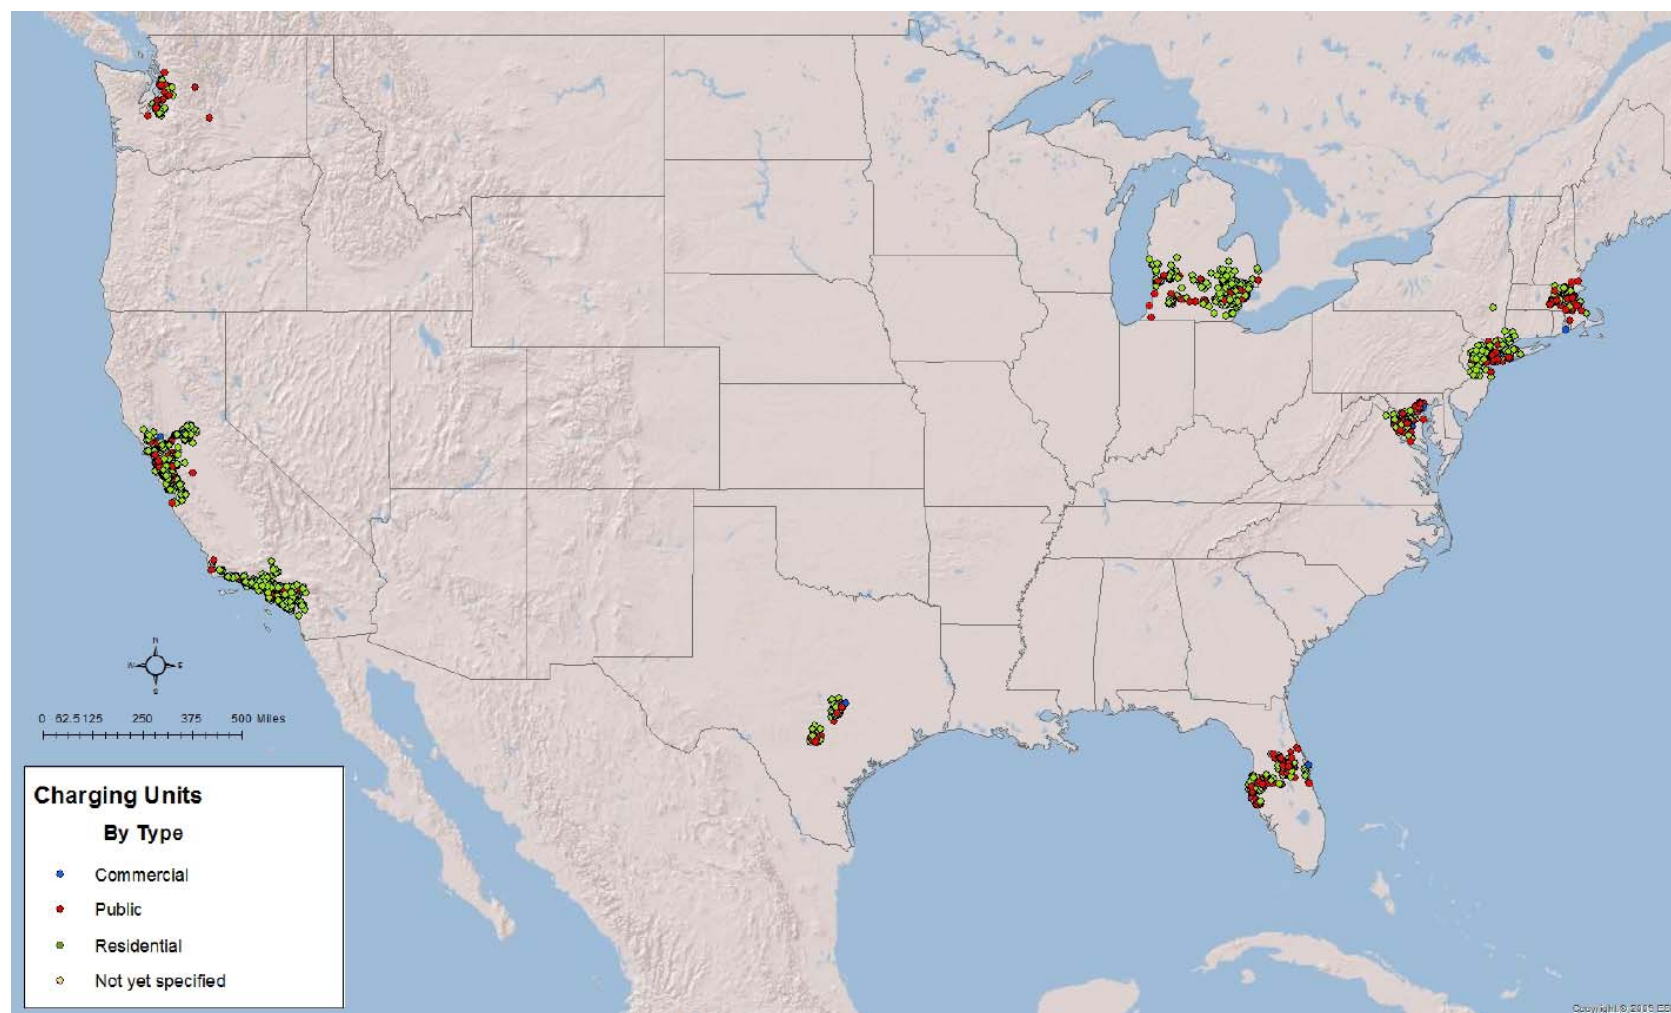 N
W E
S
0 62.5125 250 375 500 Miles
Charging Units
By Type
Commercial
Public
Residential
Not yet specified